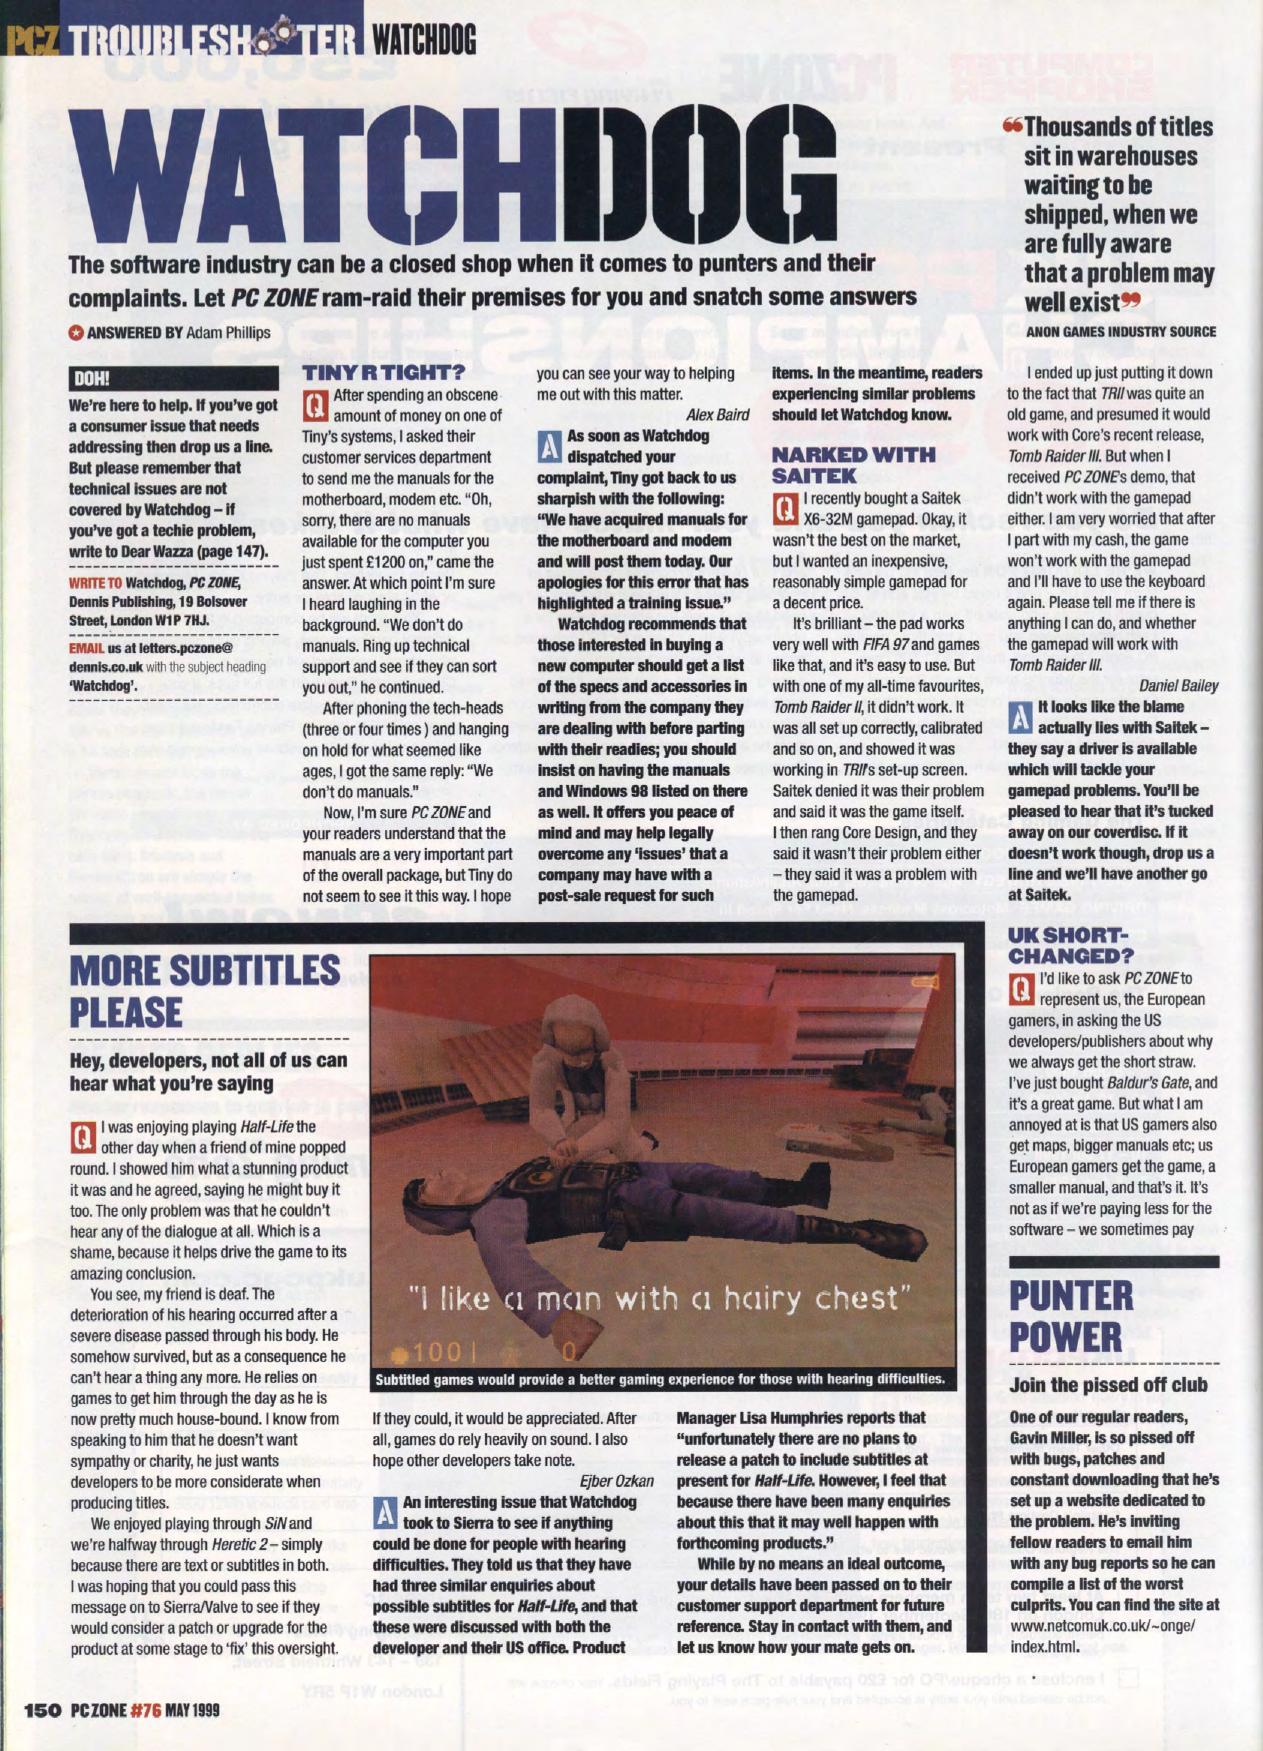 PCZ TROUBLESHOOTER WATCHDOG
WATCHDOG
The software industry can be a closed shop when it comes to punters and their
complaints. Let PC ZONE ram-raid their premises for you and snatch some answers
ANSWERED BY Adam Phillips
“Thousands of titles
sit in warehouses
waiting to be
shipped, when we
are fully aware
that a problem may
well exist”
ANON GAMES INDUSTRY SOURCE
DOH!
We're here to help. If you've got
a consumer issue that needs
addressing then drop us a line.
But please remember that
technical issues are not
covered by Watchdog – if
you've got a techie problem,
write to Dear Wazza (page 147).
WRITE TO Watchdog, PC ZONE,
Dennis Publishing, 19 Bolsover
Street, London W1P 7HJ.
EMAIL us at letters.pczone@
dennis.co.uk with the subject heading
‘Watchdog’.
TINY R TIGHT?
Q After spending an obscene
amount of money on one of
Tiny's systems, I asked their
customer services department
to send me the manuals for the
motherboard, modem etc. “Oh,
sorry, there are no manuals
available for the computer you
just spent £1200 on,” came the
answer. At which point I'm sure
I heard laughing in the
background. “We don't do
manuals. Ring up technical
support and see if they can sort
you out,” he continued.
After phoning the tech-heads
(three or four times) and hanging
on hold for what seemed like
ages, I got the same reply: “We
don't do manuals.”
Now, I'm sure PC ZONE and
your readers understand that the
manuals are a very important part
of the overall package, but Tiny do
not seem to see it this way. I hope
you can see your way to helping
me out with this matter.
Alex Baird
A As soon as Watchdog
dispatched your
complaint, Tiny got back to us
sharpish with the following:
“We have acquired manuals for
the motherboard and modem
and will post them today. Our
apologies for this error that has
highlighted a training issue.”
Watchdog recommends that
those interested in buying a
new computer should get a list
of the specs and accessories in
writing from the company they
are dealing with before parting
with their readies; you should
insist on having the manuals
and Windows 98 listed on there
as well. It offers you peace of
mind and may help legally
overcome any ‘issues’ that a
company may have with a
post-sale request for such
items. In the meantime, readers
experiencing similar problems
should let Watchdog know.
NARKED WITH
SAITEK
Q I recently bought a Saitek
X6-32M gamepad. Okay, it
wasn't the best on the market,
but I wanted an inexpensive,
reasonably simple gamepad for
a decent price.
It's brilliant – the pad works
very well with FIFA 97 and games
like that, and it's easy to use. But
with one of my all-time favourites,
Tomb Raider II, it didn't work. It
was all set up correctly, calibrated
and so on, and showed it was
working in TRII's set-up screen.
Saitek denied it was their problem
and said it was the game itself.
I then rang Core Design, and they
said it wasn't their problem either
– they said it was a problem with
the gamepad.
I ended up just putting it down
to the fact that TRII was quite an
old game, and presumed it would
work with Core's recent release,
Tomb Raider III. But when I
received PC ZONE's demo, that
didn't work with the gamepad
either. I am very worried that after
I part with my cash, the game
won't work with the gamepad
and I'll have to use the keyboard
again. Please tell me if there is
anything I can do, and whether
the gamepad will work with
Tomb Raider III.
Daniel Bailey
A It looks like the blame
actually lies with Saitek –
they say a driver is available
which will tackle your
gamepad problems. You'll be
pleased to hear that it's tucked
away on our coverdisc. If it
doesn't work though, drop us a
line and we'll have another go
at Saitek.
UK SHORT-
CHANGED?
Q I'd like to ask PC ZONE to
represent us, the European
gamers, in asking the US
developers/publishers about why
we always get the short straw.
I've just bought Baldur's Gate, and
it's a great game. But what I am
annoyed at is that US gamers also
get maps, bigger manuals etc; us
European gamers get the game, a
smaller manual, and that's it. It's
not as if we're paying less for the
software – we sometimes pay
MORE SUBTITLES
PLEASE
Hey, developers, not all of us can
hear what you're saying
Q I was enjoying playing Half-Life the
other day when a friend of mine popped
round. I showed him what a stunning product
it was and he agreed, saying he might buy it
too. The only problem was that he couldn't
hear any of the dialogue at all. Which is a
shame, because it helps drive the game to its
amazing conclusion.
You see, my friend is deaf. The
deterioration of his hearing occurred after a
severe disease passed through his body. He
somehow survived, but as a consequence he
can't hear a thing any more. He relies on
games to get him through the day as he is
now pretty much house-bound. I know from
speaking to him that he doesn't want
sympathy or charity, he just wants
developers to be more considerate when
producing titles.
We enjoyed playing through SiN and
we're halfway through Heretic 2 – simply
because there are text or subtitles in both.
I was hoping that you could pass this
message on to Sierra/Valve to see if they
would consider a patch or upgrade for the
product at some stage to ‘fix’ this oversight.
"I like a man with a hairy chest"
100 | 0
Subtitled games would provide a better gaming experience for those with hearing difficulties.
If they could, it would be appreciated. After
all, games do rely heavily on sound. I also
hope other developers take note.
Ejber Ozkan
A An interesting issue that Watchdog
took to Sierra to see if anything
could be done for people with hearing
difficulties. They told us that they have
had three similar enquiries about
possible subtitles for Half-Life, and that
these were discussed with both the
developer and their US office. Product
Manager Lisa Humphries reports that
“unfortunately there are no plans to
release a patch to include subtitles at
present for Half-Life. However, I feel that
because there have been many enquiries
about this that it may well happen with
forthcoming products.”
While by no means an ideal outcome,
your details have been passed on to their
customer support department for future
reference. Stay in contact with them, and
let us know how your mate gets on.
PUNTER
POWER
Join the pissed off club
One of our regular readers,
Gavin Miller, is so pissed off
with bugs, patches and
constant downloading that he's
set up a website dedicated to
the problem. He's inviting
fellow readers to email him
with any bug reports so he can
compile a list of the worst
culprits. You can find the site at
www.netcomuk.co.uk/~onge/
index.html.
150 PC ZONE #76 MAY 1999